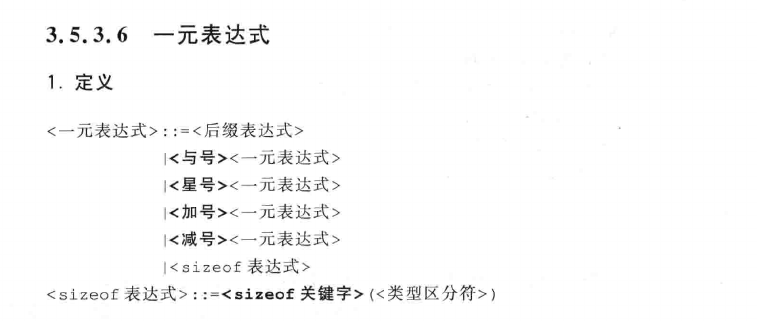 3.5.3.6 一元表达式
1. 定义
<一元表达式>::=<后缀表达式>
|<与号><一元表达式>
|<星号><一元表达式>
|<加号><一元表达式>
|<减号><一元表达式>
|<sizeof 表达式>
<sizeof 表达式>::=<sizeof 关键字>(<类型区分符>)